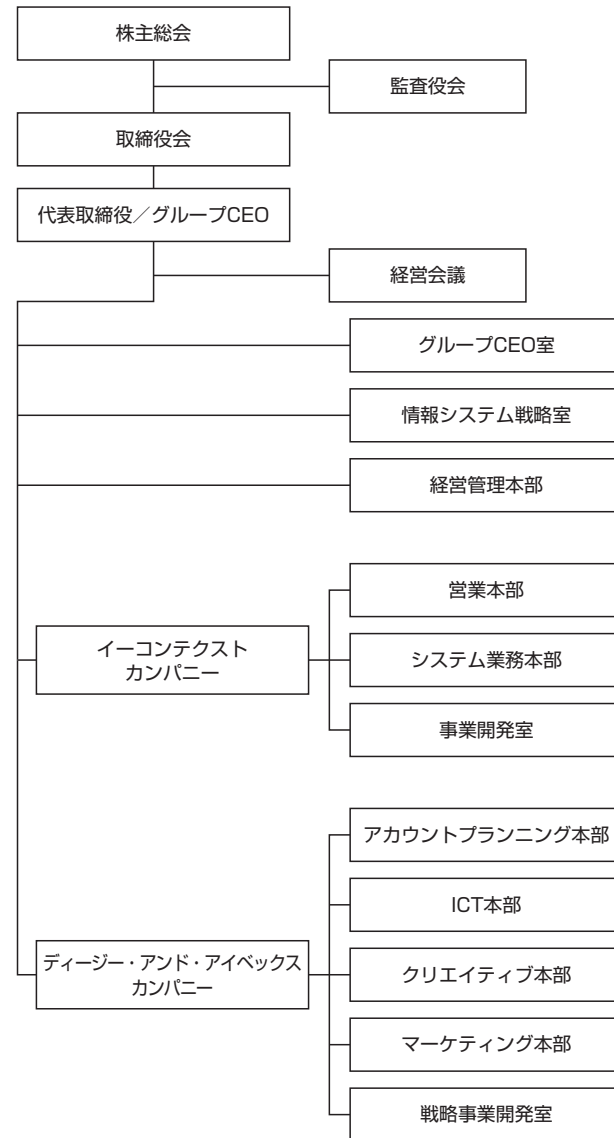 株主総会
監査役会
取締役会
代表取締役／グループCEO
経営会議
グループCEO室
情報システム戦略室
経営管理本部
イーコンテクスト
カンパニー
営業本部
システム業務本部
事業開発室
ディージー・アンド・アイベックス
カンパニー
アカウントプランニング本部
ICT本部
クリエイティブ本部
マーケティング本部
戦略事業開発室